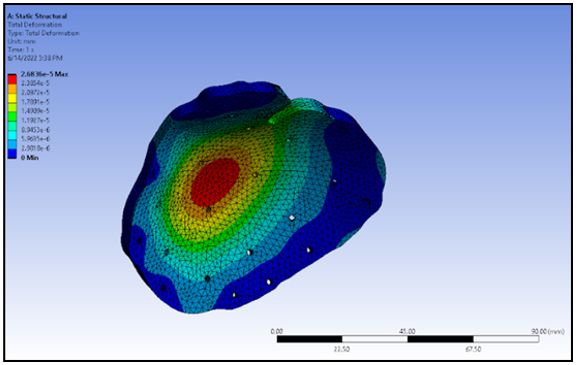 A: Static Structural
Total Deformation
Type: Total Deformation
Unit: mm
Time: 1 s
6/14/2022 3:38 PM
2.6836e-5 Max
2.3854e-5
2.0872e-5
1.7891e-5
1.4909e-5
1.1927e-5
8.9453e-6
5.9635e-6
2.9818e-6
0 Min
0.00 45.00 90.00 (mm)
22.50 67.50